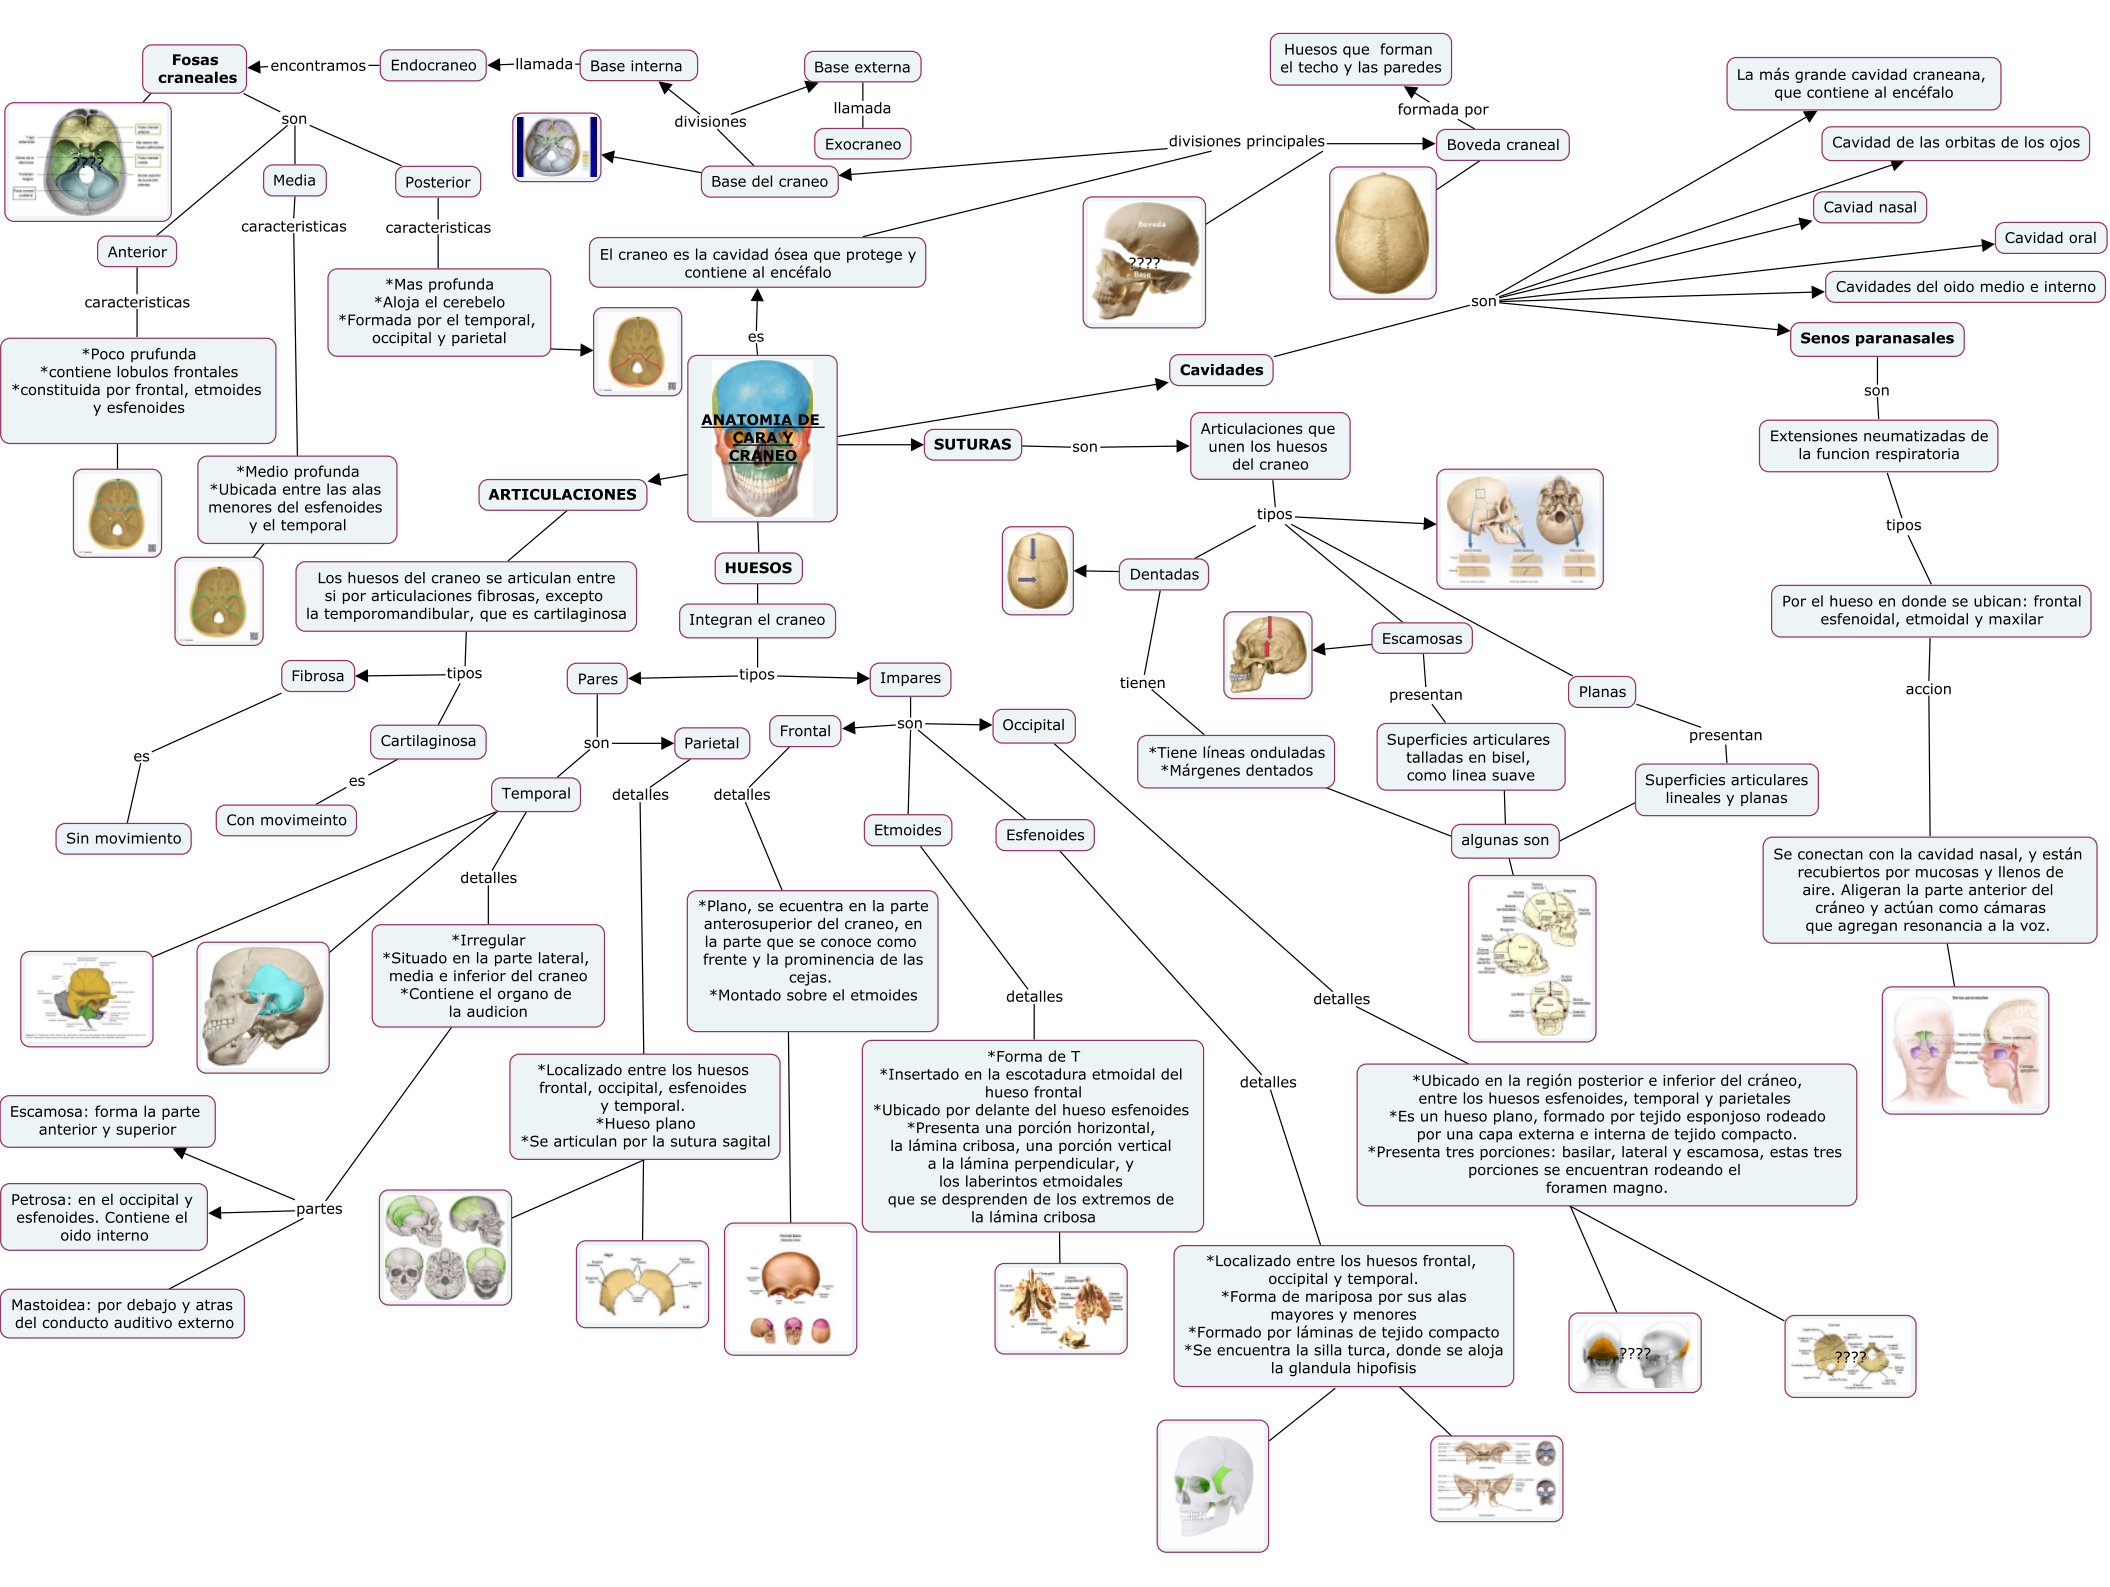 Fosas
craneales
encontramos
Endocraneo
llamada
Base interna
Base externa
llamada
Exocraneo
divisiones
Base del craneo
divisiones principales
Huesos que  forman
el techo y las paredes
formada por
Boveda craneal
La más grande cavidad craneana,
que contiene al encéfalo
Cavidad de las orbitas de los ojos
Caviad nasal
Cavidad oral
Cavidades del oido medio e interno
son
Senos paranasales
Cavidades
????
son
Media
Posterior
Anterior
caracteristicas
caracteristicas
caracteristicas
*Mas profunda
*Aloja el cerebelo
*Formada por el temporal,
occipital y parietal
*Poco prufunda
*contiene lobulos frontales
*constituida por frontal, etmoides
y esfenoides
*Medio profunda
*Ubicada entre las alas
menores del esfenoides
y el temporal
El craneo es la cavidad ósea que protege y
contiene al encéfalo
es
Boveda
????
Base
ANATOMIA DE
CARA Y
CRANEO
SUTURAS
son
Articulaciones que
unen los huesos
del craneo
tipos
Dentadas
Escamosas
Planas
tienen
presentan
presentan
*Tiene líneas onduladas
*Márgenes dentados
Superficies articulares
talladas en bisel,
como linea suave
Superficies articulares
lineales y planas
algunas son
son
Extensiones neumatizadas de
la funcion respiratoria
tipos
Por el hueso en donde se ubican: frontal
esfenoidal, etmoidal y maxilar
accion
Se conectan con la cavidad nasal, y están
recubiertos por mucosas y llenos de
aire. Aligeran la parte anterior del
cráneo y actúan como cámaras
que agregan resonancia a la voz.
Senos paranasales
ARTICULACIONES
Los huesos del craneo se articulan entre
si por articulaciones fibrosas, excepto
la temporomandibular, que es cartilaginosa
tipos
Fibrosa
es
Sin movimiento
Cartilaginosa
es
Con movimeinto
HUESOS
Integran el craneo
tipos
Pares
Impares
son
Parietal
Temporal
detalles
detalles
*Irregular
*Situado en la parte lateral,
media e inferior del craneo
*Contiene el organo de
la audicion
partes
Escamosa: forma la parte
anterior y superior
Petrosa: en el occipital y
esfenoides. Contiene el
oido interno
Mastoidea: por debajo y atras
del conducto auditivo externo
*Localizado entre los huesos
frontal, occipital, esfenoides
y temporal.
*Hueso plano
*Se articulan por la sutura sagital
son
Frontal
Occipital
Etmoides
Esfenoides
detalles
*Plano, se ecuentra en la parte
anterosuperior del craneo, en
la parte que se conoce como
frente y la prominencia de las
cejas.
*Montado sobre el etmoides
detalles
*Forma de T
*Insertado en la escotadura etmoidal del
hueso frontal
*Ubicado por delante del hueso esfenoides
*Presenta una porción horizontal,
la lámina cribosa, una porción vertical
a la lámina perpendicular, y
los laberintos etmoidales
que se desprenden de los extremos de
la lámina cribosa
detalles
*Localizado entre los huesos frontal,
occipital y temporal.
*Forma de mariposa por sus alas
mayores y menores
*Formado por láminas de tejido compacto
*Se encuentra la silla turca, donde se aloja
la glandula hipofisis
detalles
*Ubicado en la región posterior e inferior del cráneo,
entre los huesos esfenoides, temporal y parietales
*Es un hueso plano, formado por tejido esponjoso rodeado
por una capa externa e interna de tejido compacto.
*Presenta tres porciones: basilar, lateral y escamosa, estas tres
porciones se encuentran rodeando el
foramen magno.
????
????